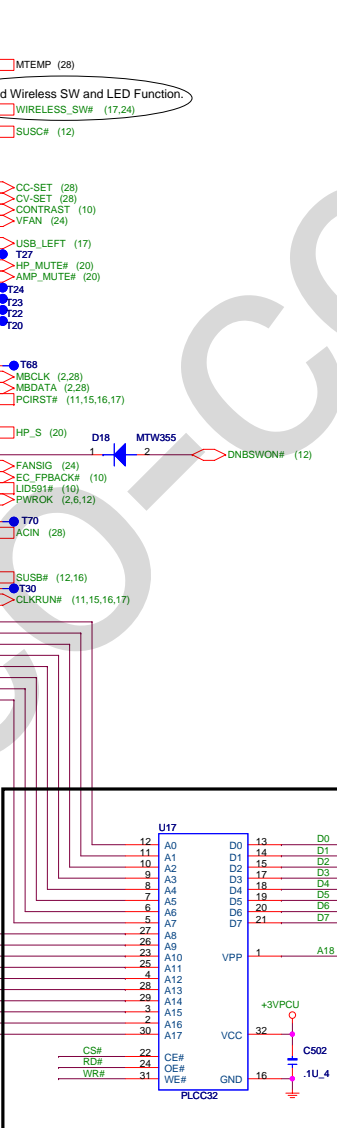 MTEMP (28)
d Wireless SW and LED Function.
WIRELESS_SW# (17,24)
SUSC# (12)
CC-SET (28)
CV-SET (28)
CONTRAST (10)
VFAN (24)
USB_LEFT (17)
T27
HP_MUTE# (20)
AMP_MUTE# (20)
T24
T23
T22
T20
T68
MBCLK (2,28)
MBDATA (2,28)
PCIRST# (11,15,16,17)
HP_S (20)
D18 MTW355
1 2 DNBSWON# (12)
FANSIG (24)
EC_FPBACK# (10)
LID591# (10)
PWROK (2,6,12)
T70
ACIN (28)
SUSB# (12,16)
T30
CLKRUN# (11,15,16,17)
U17
12 A0 D0 13 D0
11 A1 D1 14 D1
10 A2 D2 15 D2
9 A3 D3 17 D3
8 A4 D4 18 D4
7 A5 D5 19 D5
6 A6 D6 20 D6
5 A7 D7 21 D7
27 A8
26 A9
23 A10 VPP 1 A18
25 A11
4 A12
28 A13
29 A14
3 A15
2 A16
30 A17
+3VPCU
VCC 32
CS# 22 CE#
RD# 24 OE#
WR# 31 WE# GND 16
C502
.1U_4
PLCC32